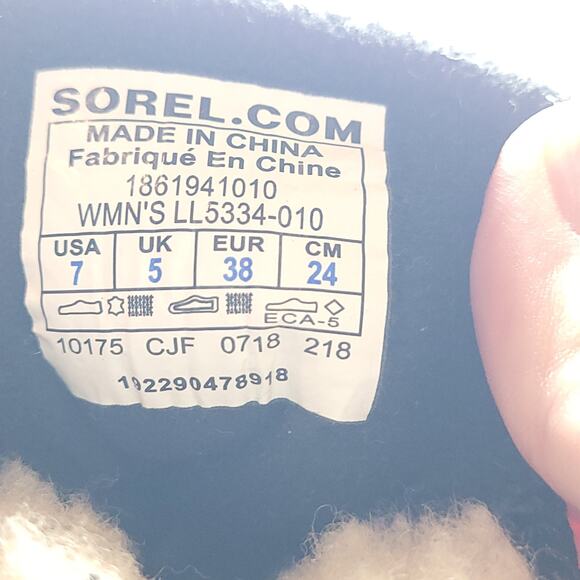 SOREL.COM
MADE IN CHINA
Fabriqué En Chine
1861941010
WMN'S LL5334-010
USA UK EUR CM
7 5 38 24
ECA-5
10175 CJF 0718 218
192290478918